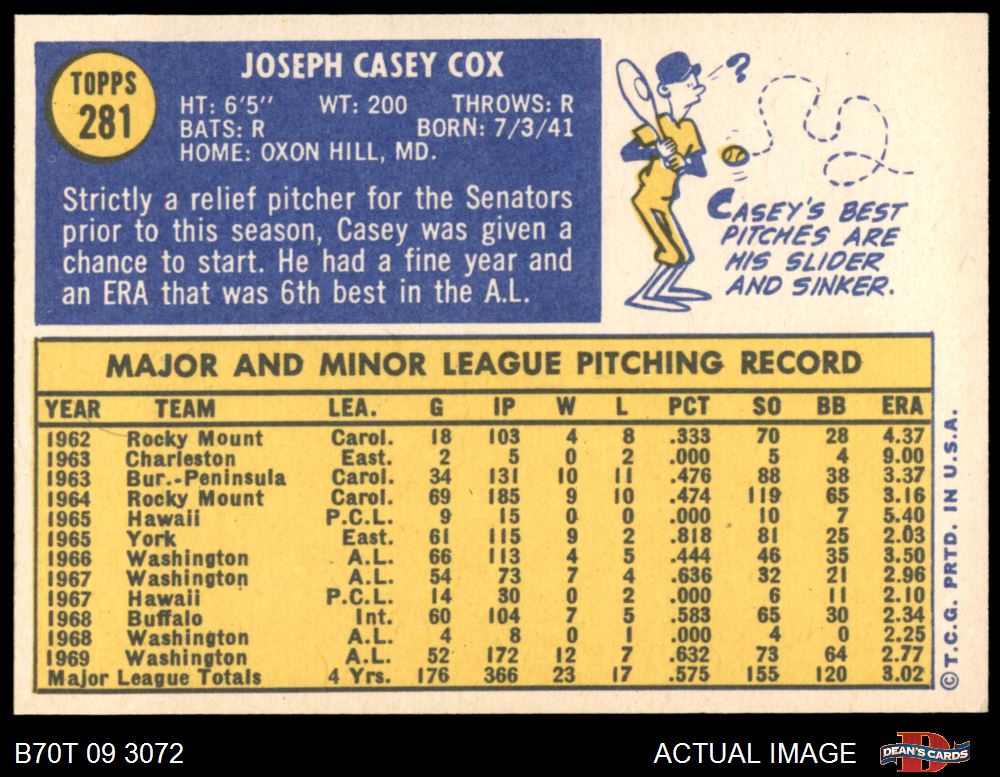 TOPPS
281
JOSEPH CASEY COX
HT: 6'5" WT: 200 THROWS: R
BATS: R BORN: 7/3/41
HOME: OXON HILL, MD.
Strictly a relief pitcher for the Senators
prior to this season, Casey was given a
chance to start. He had a fine year and
an ERA that was 6th best in the A.L.
?
CASEY'S BEST
PITCHES ARE
HIS SLIDER
AND SINKER.
MAJOR AND MINOR LEAGUE PITCHING RECORD
YEAR TEAM LEA. G IP W L PCT SO BB ERA
1962 Rocky Mount Carol. 18 103 4 8 .333 70 28 4.37
1963 Charleston East. 2 5 0 2 .000 5 4 9.00
1963 Bur.-Peninsula Carol. 34 131 10 11 .476 88 38 3.37
1964 Rocky Mount Carol. 69 185 9 10 .474 119 65 3.16
1965 Hawaii P.C.L. 9 15 0 0 .000 10 7 5.40
1965 York East. 61 115 9 2 .818 81 25 2.03
1966 Washington A.L. 66 113 4 5 .444 46 35 3.50
1967 Washington A.L. 54 73 7 4 .636 32 21 2.96
1967 Hawaii P.C.L. 14 30 0 2 .000 6 11 2.10
1968 Buffalo Int. 60 104 7 5 .583 65 30 2.34
1968 Washington A.L. 4 8 0 1 .000 4 0 2.25
1969 Washington A.L. 52 172 12 7 .632 73 64 2.77
Major League Totals 4 Yrs. 176 366 23 17 .575 155 120 3.02
©T.C.G. PRTD. IN U.S.A.
B70T 09 3072
ACTUAL IMAGE
D
DEAN'S CARDS